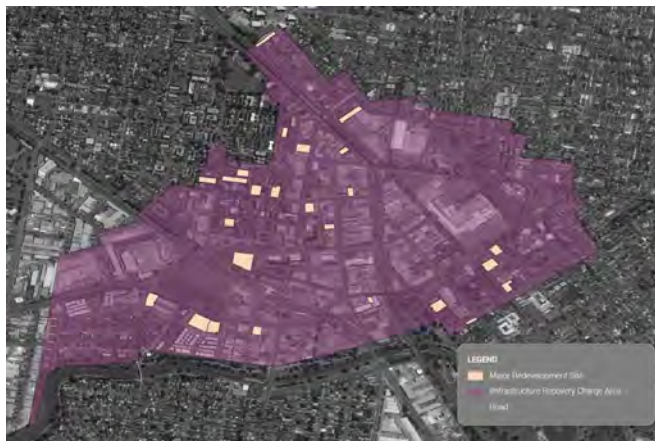 LEGEND
Major Redevelopment Site
Infrastructure Recovery Charge Area
Road